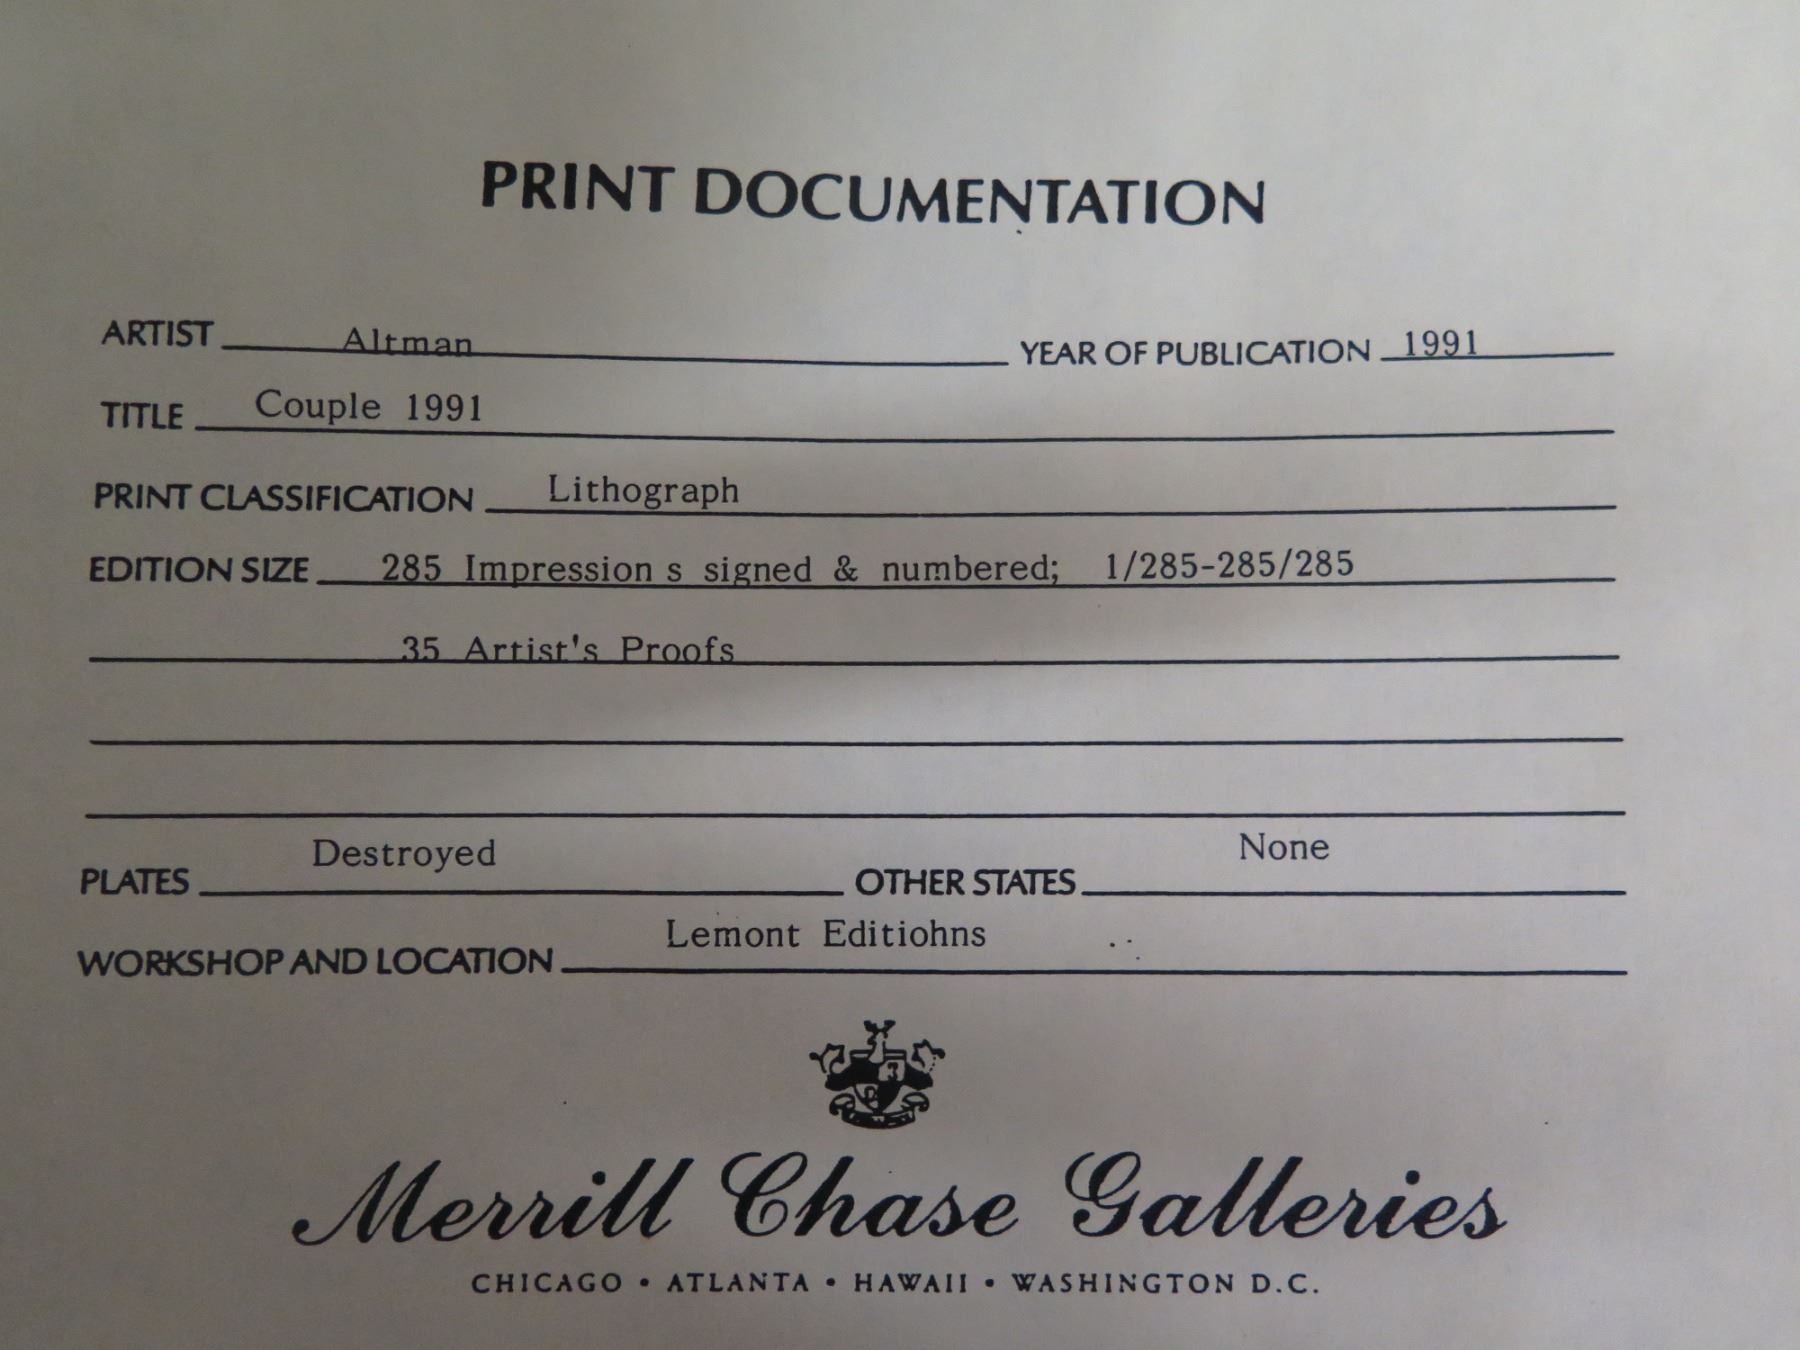 PRINT DOCUMENTATION
ARTIST Altman YEAR OF PUBLICATION 1991
TITLE Couple 1991
PRINT CLASSIFICATION Lithograph
EDITION SIZE 285 Impression s signed & numbered; 1/285-285/285
35 Artist's Proofs
PLATES Destroyed OTHER STATES None
WORKSHOP AND LOCATION Lemont Editiohns
Merrill Chase Galleries
CHICAGO • ATLANTA • HAWAII • WASHINGTON D.C.